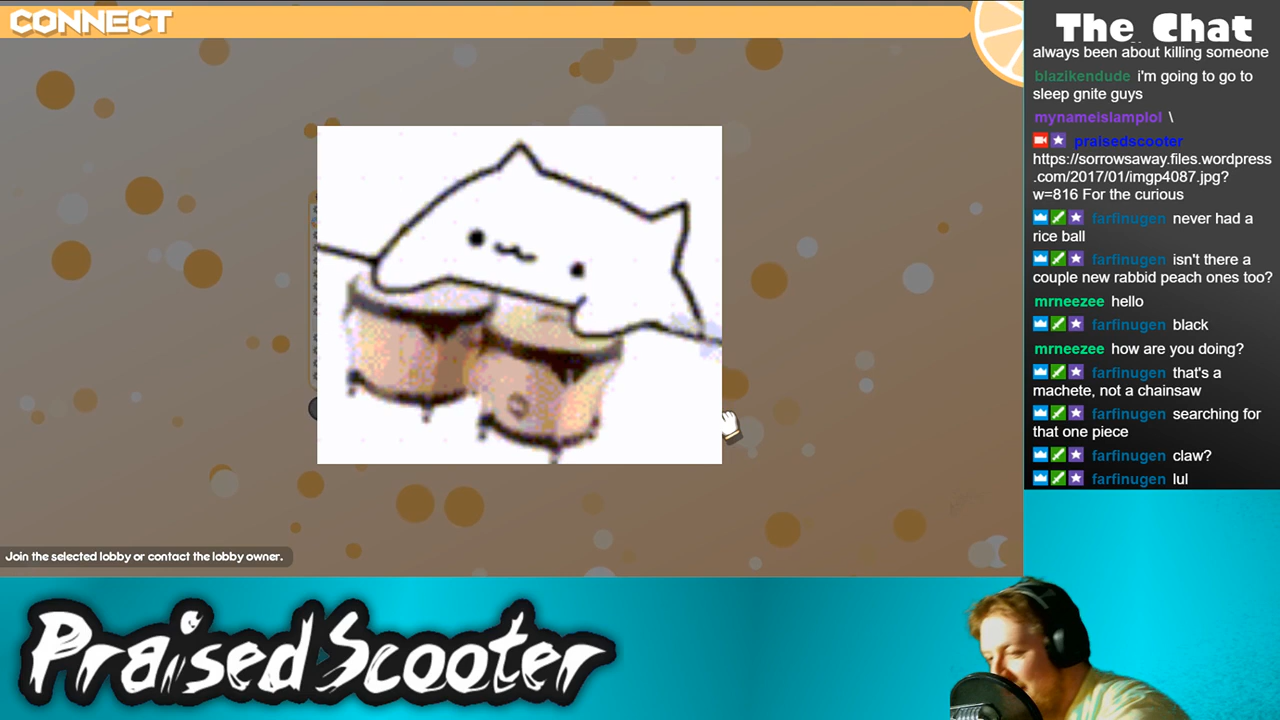 CONNECT
The Chat
always been about killing someone
blazikendude i'm going to go to
sleep gnite guys
mynameislamplol \
praisedscooter
https://sorrowsaway.files.wordpress
.com/2017/01/imgp4087.jpg?
w=816 For the curious
farfinugen never had a
rice ball
farfinugen isn't there a
couple new rabbid peach ones too?
mrneezee hello
farfinugen black
mrneezee how are you doing?
farfinugen that's a
machete, not a chainsaw
farfinugen searching for
that one piece
farfinugen claw?
farfinugen lul
Join the selected lobby or contact the lobby owner.
PraisedScooter